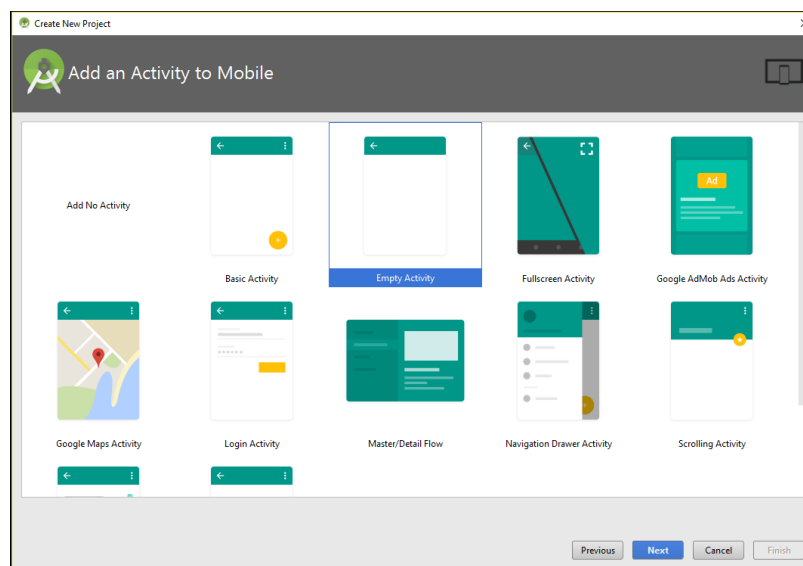 Create New Project
Add an Activity to Mobile
Add No Activity
Basic Activity
Empty Activity
Fullscreen Activity
Ad
Google AdMob Ads Activity
Google Maps Activity
Login Activity
Master/Detail Flow
Navigation Drawer Activity
Scrolling Activity
Previous
Next
Cancel
Finish